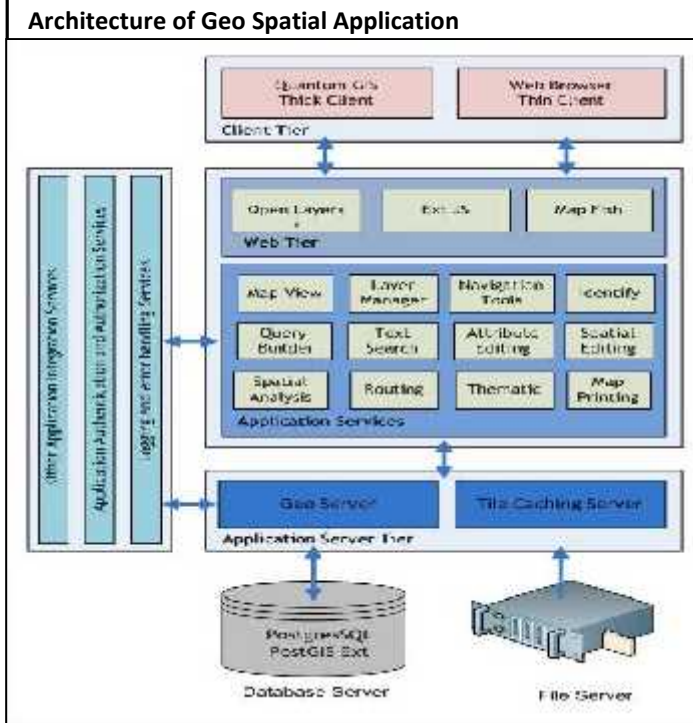 Architecture of Geo Spatial Application
Quantum GIS
Thick Client
Web Browser
Thin Client
Client Tier
Open Layers
Ext JS
Map Fish
Web Tier
Map View
Layer
Manager
Navigation
Tools
Identify
Query
Builder
Text
Search
Attribute
Editing
Spatial
Editing
Spatial
Analysis
Routing
Thematic
Map
Printing
Application Services
Other Application Integration Services
Application Authentication and Authorization Services
Logging and error handling Services
Geo Server
Tile Caching Server
Application Server Tier
PostgresSQL
PostGIS Ext
Database Server
File Server